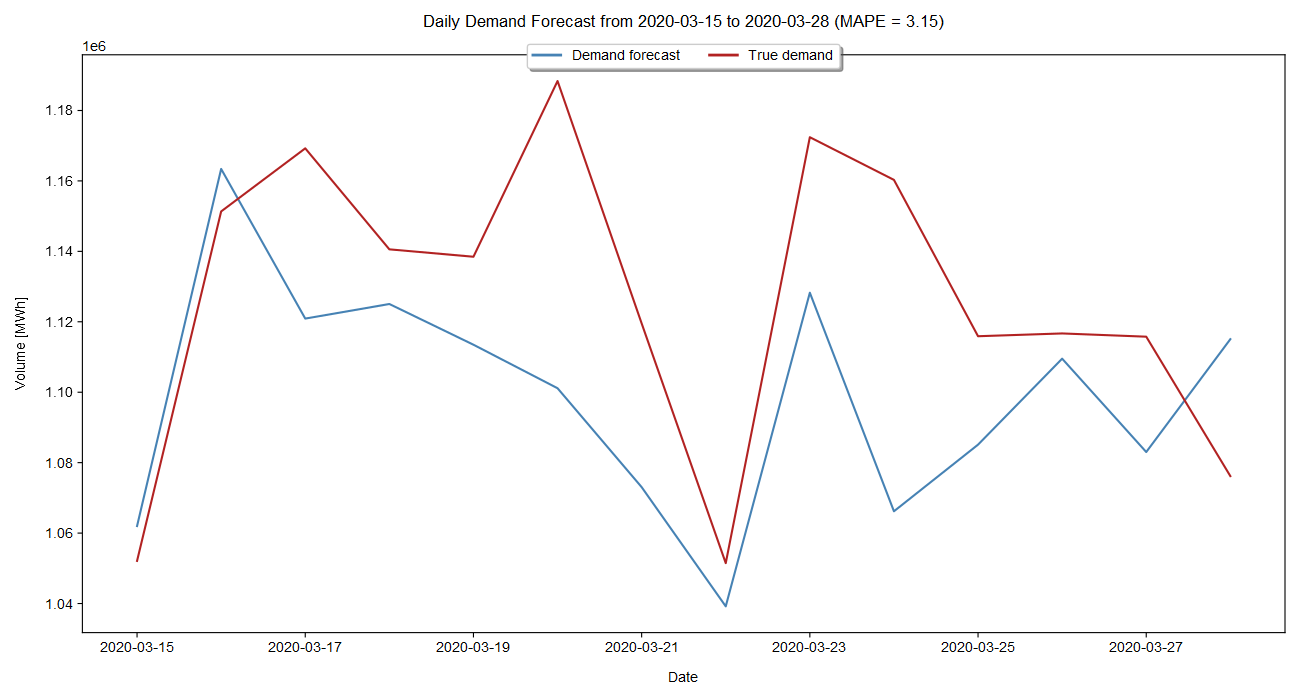 Daily Demand Forecast from 2020-03-15 to 2020-03-28 (MAPE = 3.15)
1e6
Demand forecast True demand
1.18
1.16
1.14
1.12
1.10
1.08
1.06
1.04
Volume [MWh]
2020-03-15 2020-03-17 2020-03-19 2020-03-21 2020-03-23 2020-03-25 2020-03-27
Date